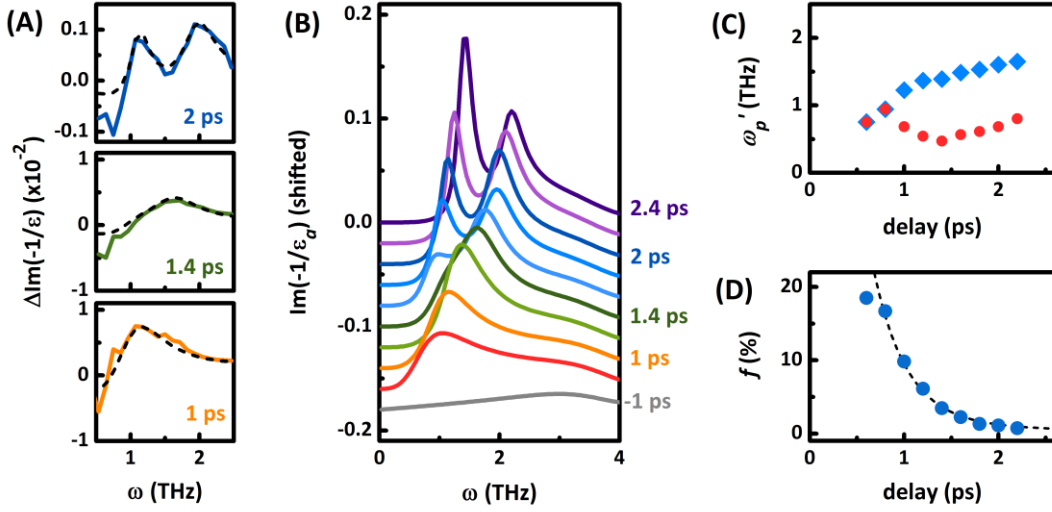 (A)
0.1
0.0
-0.1
2 ps
1
0
-1
1.4 ps
1
0
-1
1 ps
1
2
ΔIm(-1/ε) (x10⁻²)
ω (THz)
(B)
0.1
0.0
-0.1
-0.2
0
2
4
Im(-1/εₐ) (shifted)
ω (THz)
2.4 ps
2 ps
1.4 ps
1 ps
-1 ps
(C)
2
1
0
0
1
2
ωₚ' (THz)
delay (ps)
(D)
20
10
0
0
1
2
f (%)
delay (ps)